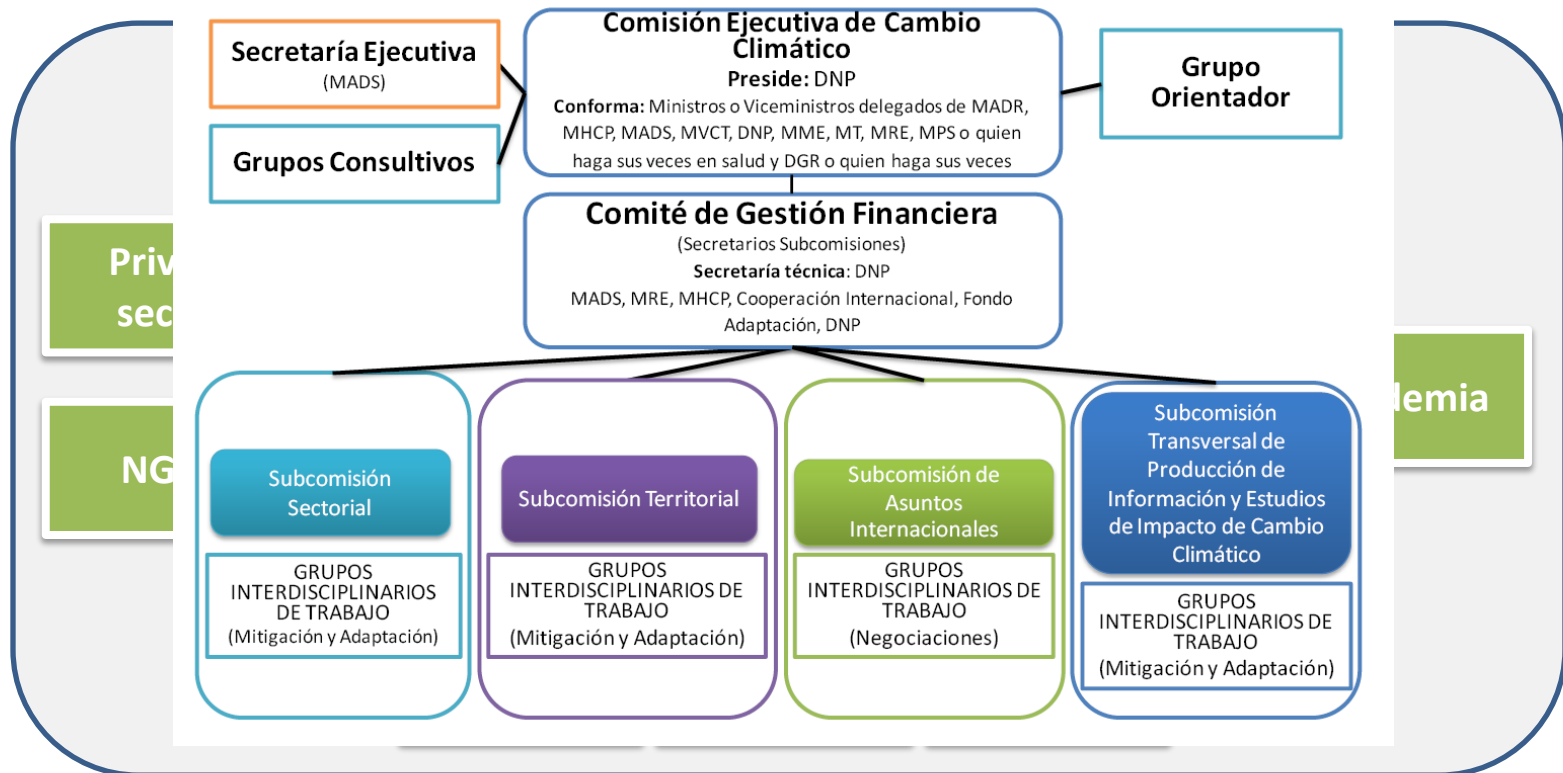 Comisión Ejecutiva de Cambio
Climático
Preside: DNP
Conforma: Ministros o Viceministros delegados de MADR,
MHCP, MADS, MVCT, DNP, MME, MT, MRE, MPS o quien
haga sus veces en salud y DGR o quien haga sus veces
Secretaría Ejecutiva
(MADS)
Grupos Consultivos
Grupo
Orientador
Comité de Gestión Financiera
(Secretarios Subcomisiones)
Secretaría técnica: DNP
MADS, MRE, MHCP, Cooperación Internacional, Fondo
Adaptación, DNP
Subcomisión
Sectorial
GRUPOS
INTERDISCIPLINARIOS
DE TRABAJO
(Mitigación y Adaptación)
Subcomisión Territorial
GRUPOS
INTERDISCIPLINARIOS DE
TRABAJO
(Mitigación y Adaptación)
Subcomisión de
Asuntos
Internacionales
GRUPOS
INTERDISCIPLINARIOS DE
TRABAJO
(Negociaciones)
Subcomisión
Transversal de
Producción de
Información y Estudios
de Impacto de Cambio
Climático
GRUPOS
INTERDISCIPLINARIOS DE
TRABAJO
(Mitigación y Adaptación)